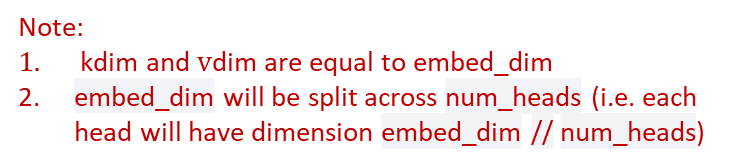 Note:
1. kdim and vdim are equal to embed_dim
2. embed_dim will be split across num_heads (i.e. each
head will have dimension embed_dim // num_heads)